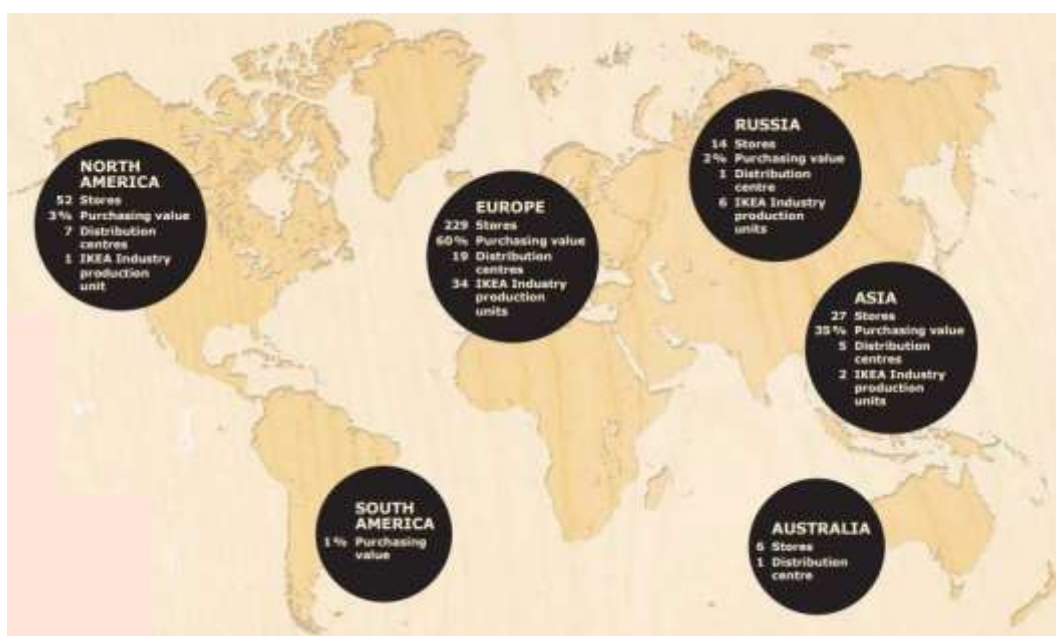 NORTH
AMERICA
52 Stores
3% Purchasing value
7 Distribution
centres
1 IKEA Industry
production
unit
EUROPE
229 Stores
60% Purchasing value
19 Distribution
centres
34 IKEA Industry
production
units
RUSSIA
14 Stores
2% Purchasing value
1 Distribution
centre
6 IKEA Industry
production
units
ASIA
27 Stores
35% Purchasing value
5 Distribution
centres
2 IKEA Industry
production
units
SOUTH
AMERICA
1% Purchasing
value
AUSTRALIA
6 Stores
1 Distribution
centre